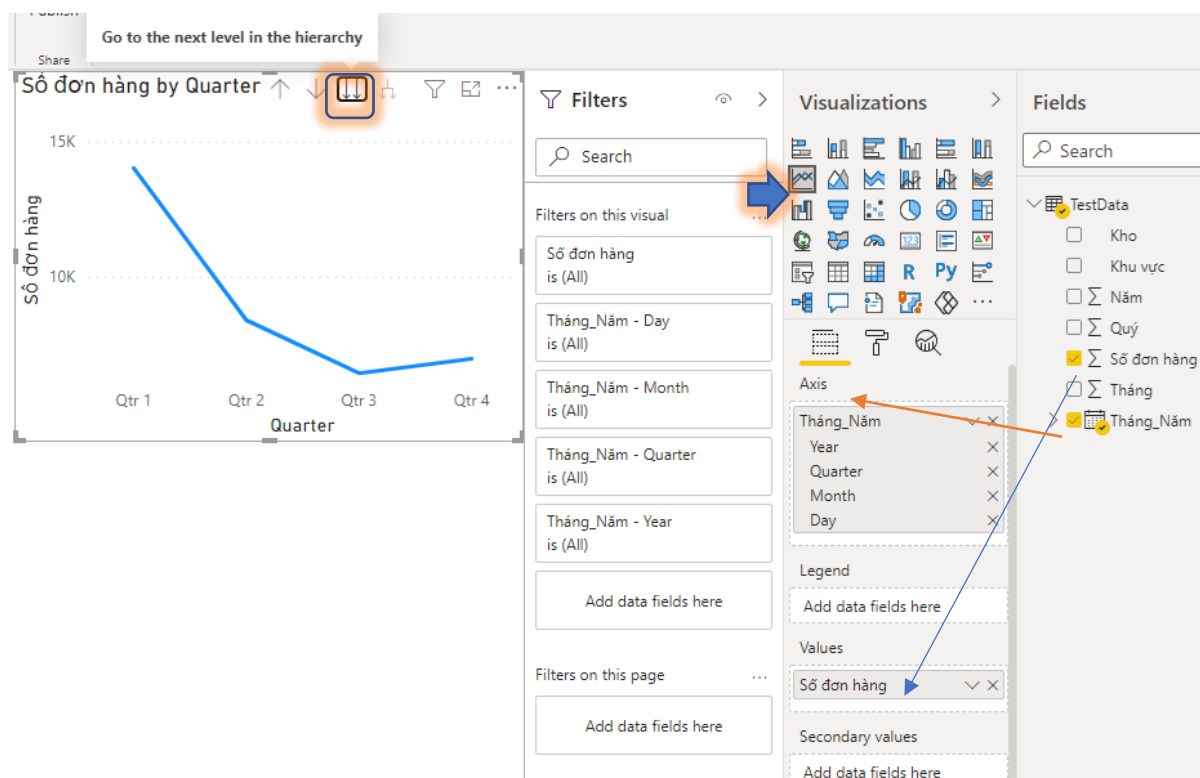 Publish
Go to the next level in the hierarchy
Share
Số đơn hàng by Quarter
15K
10K
Số đơn hàng
Qtr 1 Qtr 2 Qtr 3 Qtr 4
Quarter
Filters
Search
Filters on this visual
...
Số đơn hàng
is (All)
Tháng_Năm - Day
is (All)
Tháng_Năm - Month
is (All)
Tháng_Năm - Quarter
is (All)
Tháng_Năm - Year
is (All)
Add data fields here
Filters on this page
...
Add data fields here
Visualizations
123
R Py
...
Axis
Tháng_Năm
Year
Quarter
Month
Day
Legend
Add data fields here
Values
Số đơn hàng
Secondary values
Add data fields here
Fields
Search
TestData
Kho
Khu vực
∑ Năm
∑ Quý
∑ Số đơn hàng
∑ Tháng
Tháng_Năm